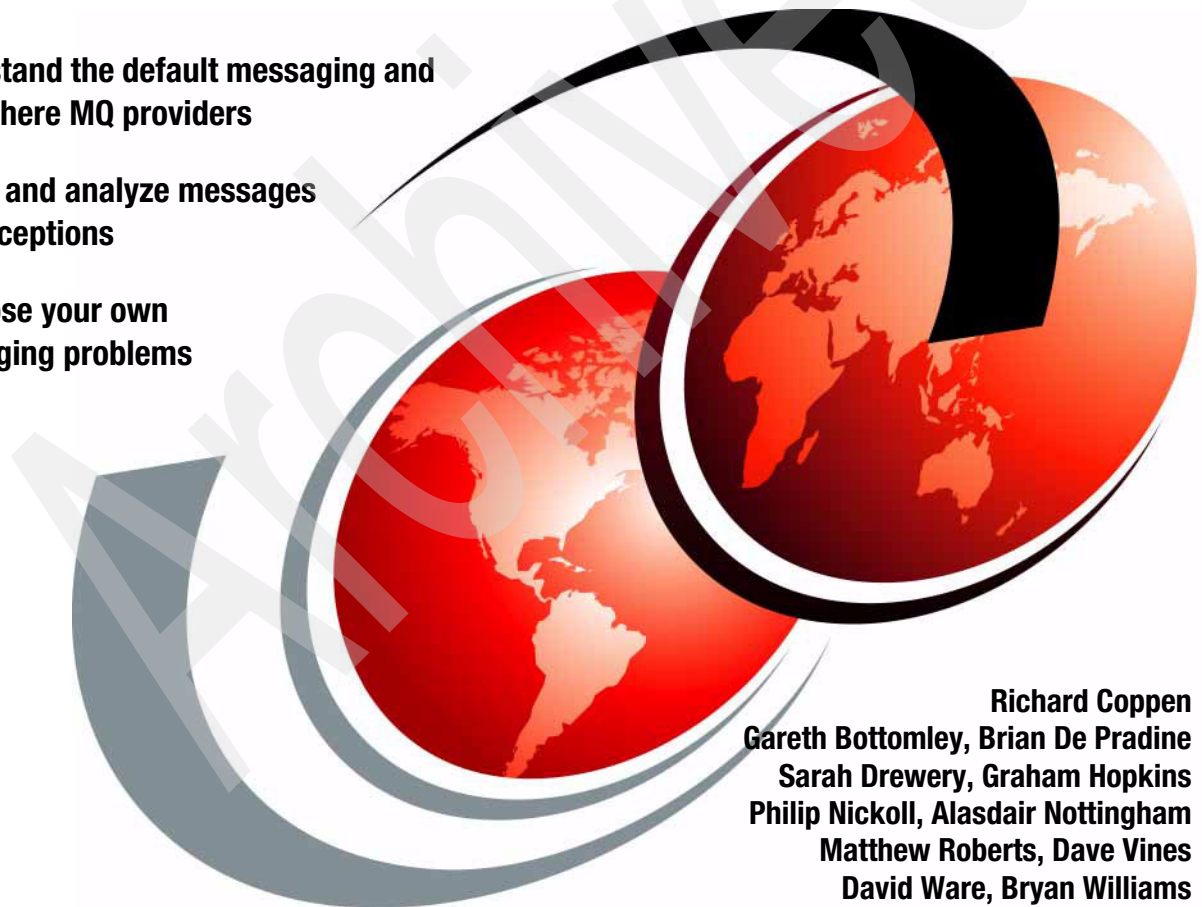 stand the default messaging and
here MQ providers
and analyze messages
ceptions
ose your own
ging problems
Richard Coppen
Gareth Bottomley, Brian De Pradine
Sarah Drewery, Graham Hopkins
Philip Nickoll, Alasdair Nottingham
Matthew Roberts, Dave Vines
David Ware, Bryan Williams
Archive